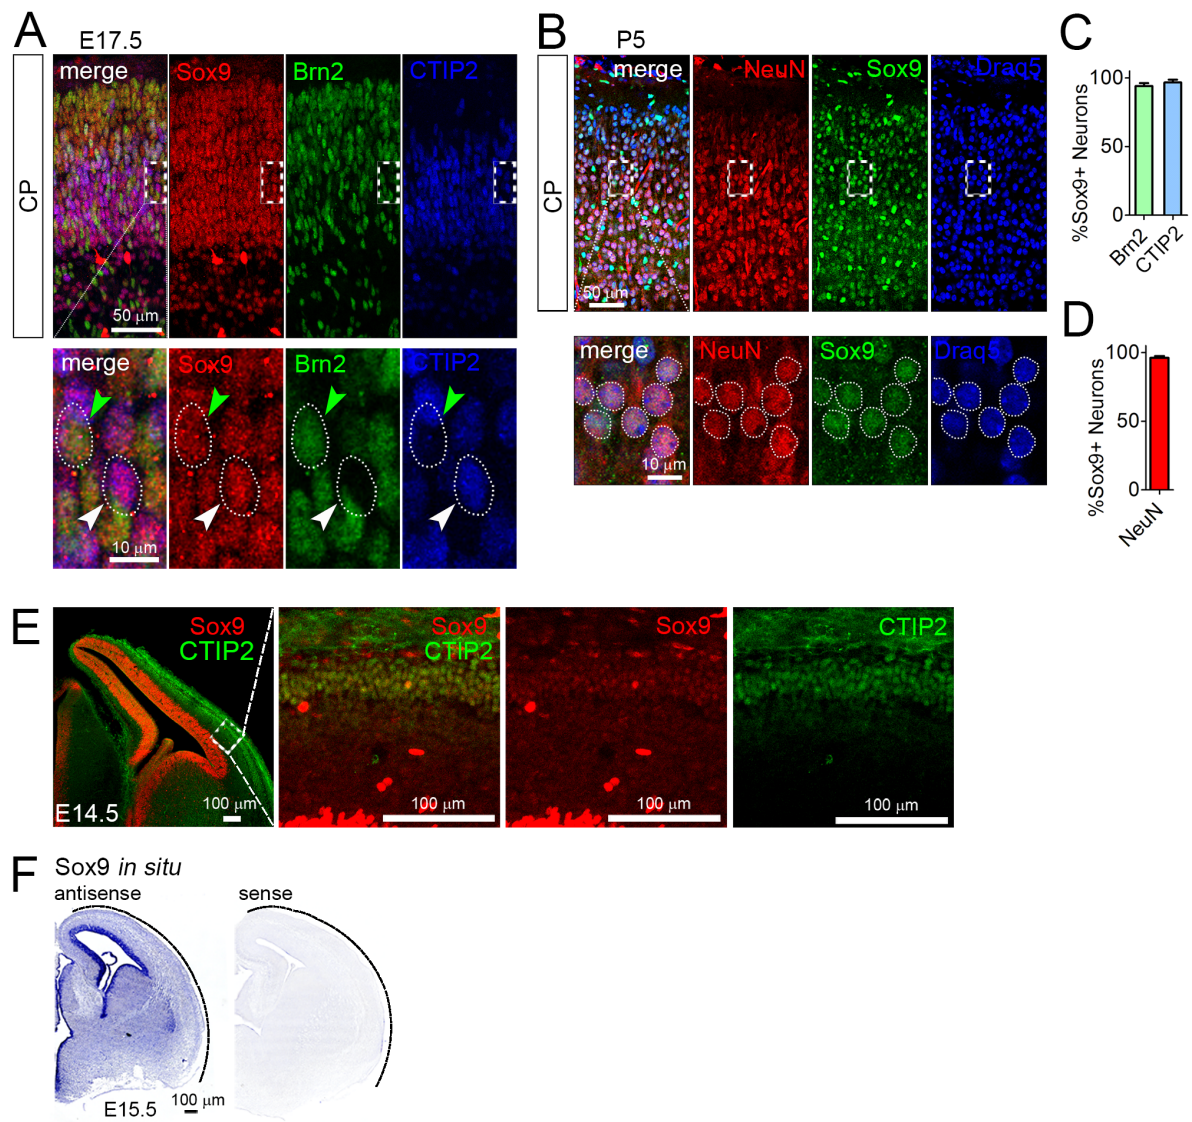 A
E17.5
CP
merge
Sox9
Brn2
CTIP2
50 μm
merge
Sox9
Brn2
CTIP2
10 μm
B
P5
CP
merge
NeuN
Sox9
Draq5
50 μm
merge
NeuN
Sox9
Draq5
10 μm
C
%Sox9+ Neurons
100
50
0
Brn2
CTIP2
D
%Sox9+ Neurons
100
50
0
NeuN
E
Sox9
CTIP2
E14.5
100 μm
Sox9
CTIP2
100 μm
Sox9
100 μm
CTIP2
100 μm
F
Sox9 in situ
antisense
sense
E15.5
100 μm